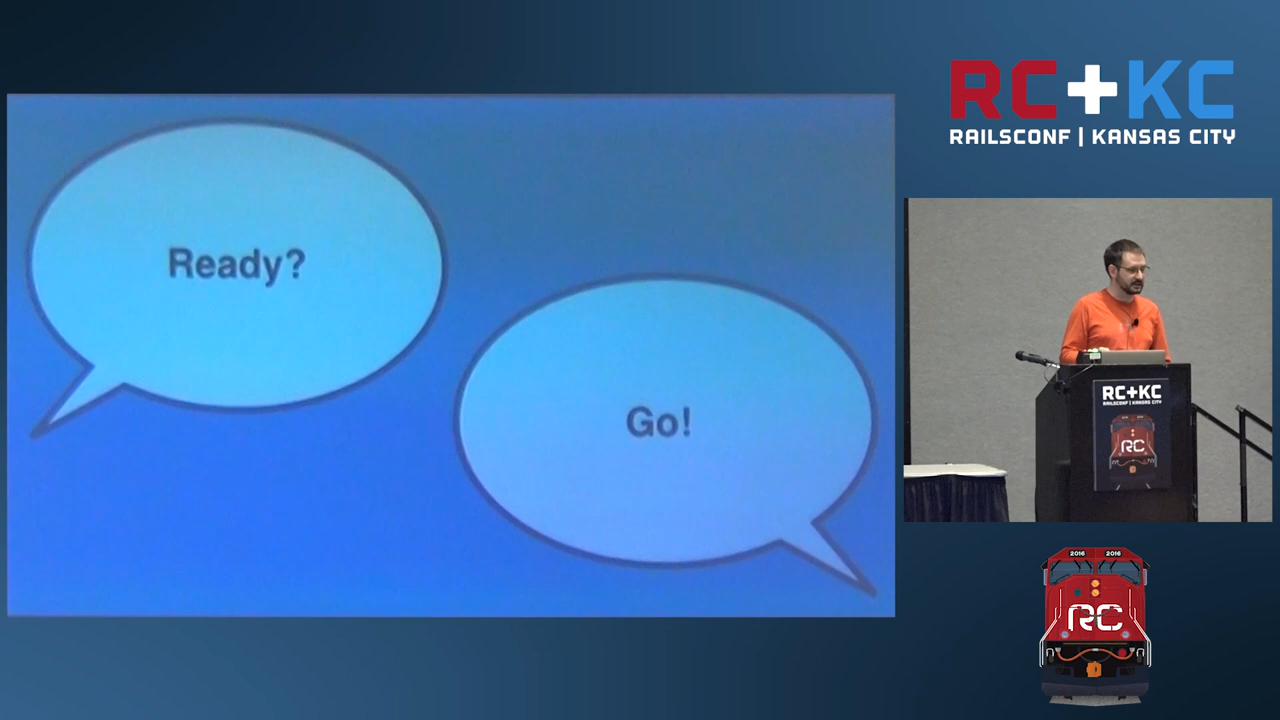 Ready?
Go!
RC+KC
RAILSCONF | KANSAS CITY
RC+KC
RAILSCONF | KANSAS CITY
RC
2016 2016
RC